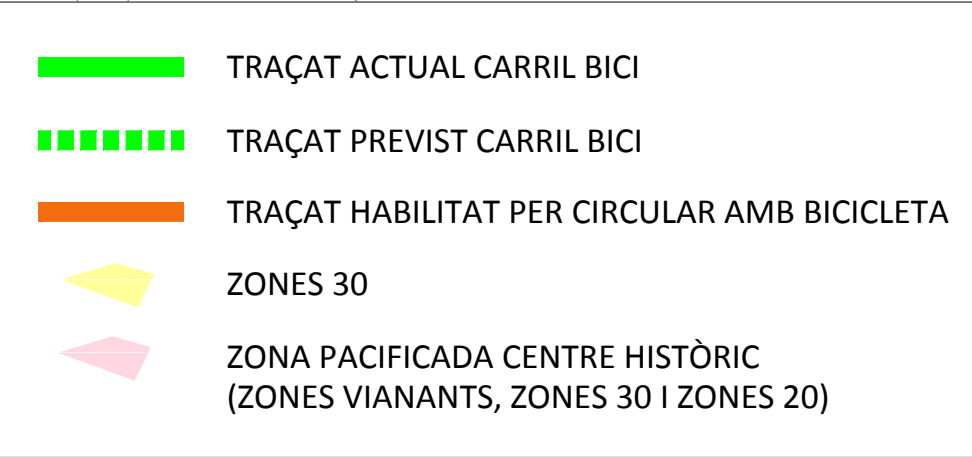 TRAÇAT ACTUAL CARRIL BICI
TRAÇAT PREVIST CARRIL BICI
TRAÇAT HABILITAT PER CIRCULAR AMB BICICLETA
ZONES 30
ZONA PACIFICADA CENTRE HISTÒRIC
(ZONES VIANANTS, ZONES 30 I ZONES 20)